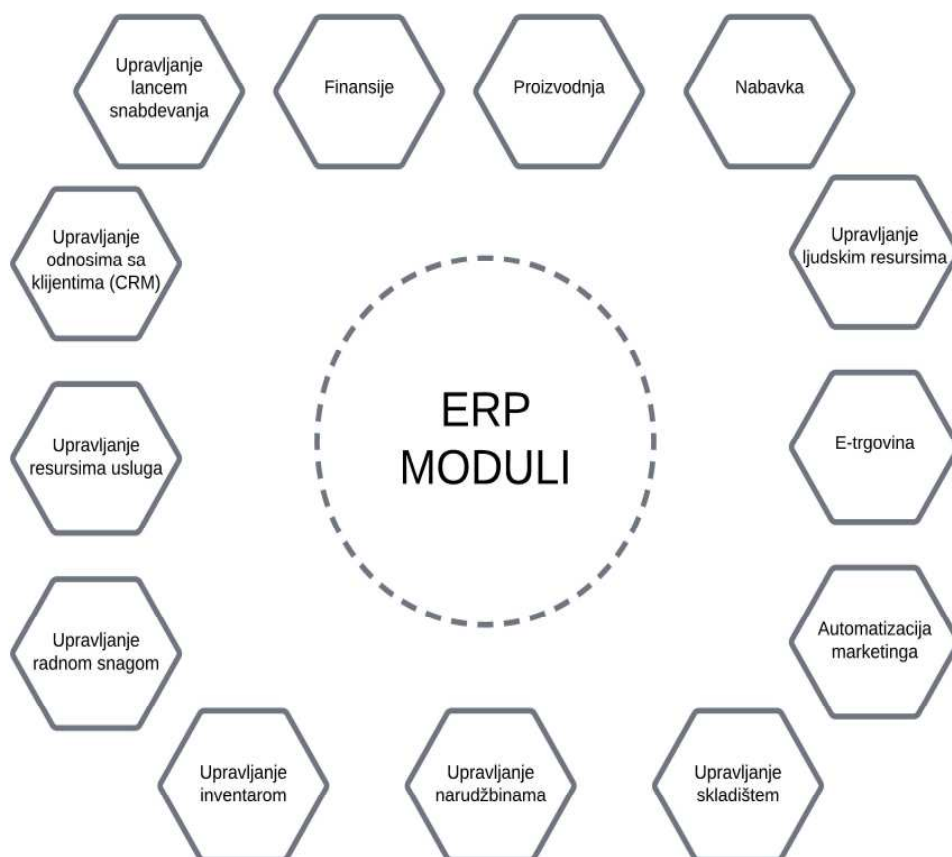 Upravljanje
lancem
snabdevanja
Finansije
Proizvodnja
Nabavka
Upravljanje
odnosima sa
klijentima (CRM)
Upravljanje
ljudskim resursima
ERP
MODULI
Upravljanje
resursima usluga
E-trgovina
Upravljanje
radnom snagom
Automatizacija
marketinga
Upravljanje
inventarom
Upravljanje
narudžbinama
Upravljanje
skladištem